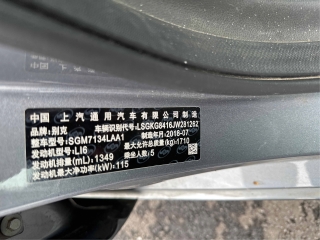 中国 上汽通用汽车有限公司 制造
品牌: 别克 车辆识别代号: LSGKG8416JW281262
整车型号: SGM7134LAA1 制造年月: 2018-07
发动机型号: LI6 最大允许总质量(kg): 1710
发动机排量(mL): 1349 乘坐人数: 5
发动机最大净功率(kW): 115